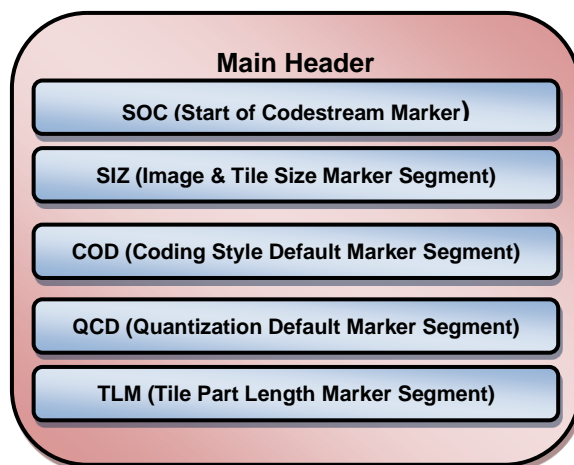 Main Header
SOC (Start of Codestream Marker)
SIZ (Image & Tile Size Marker Segment)
COD (Coding Style Default Marker Segment)
QCD (Quantization Default Marker Segment)
TLM (Tile Part Length Marker Segment)